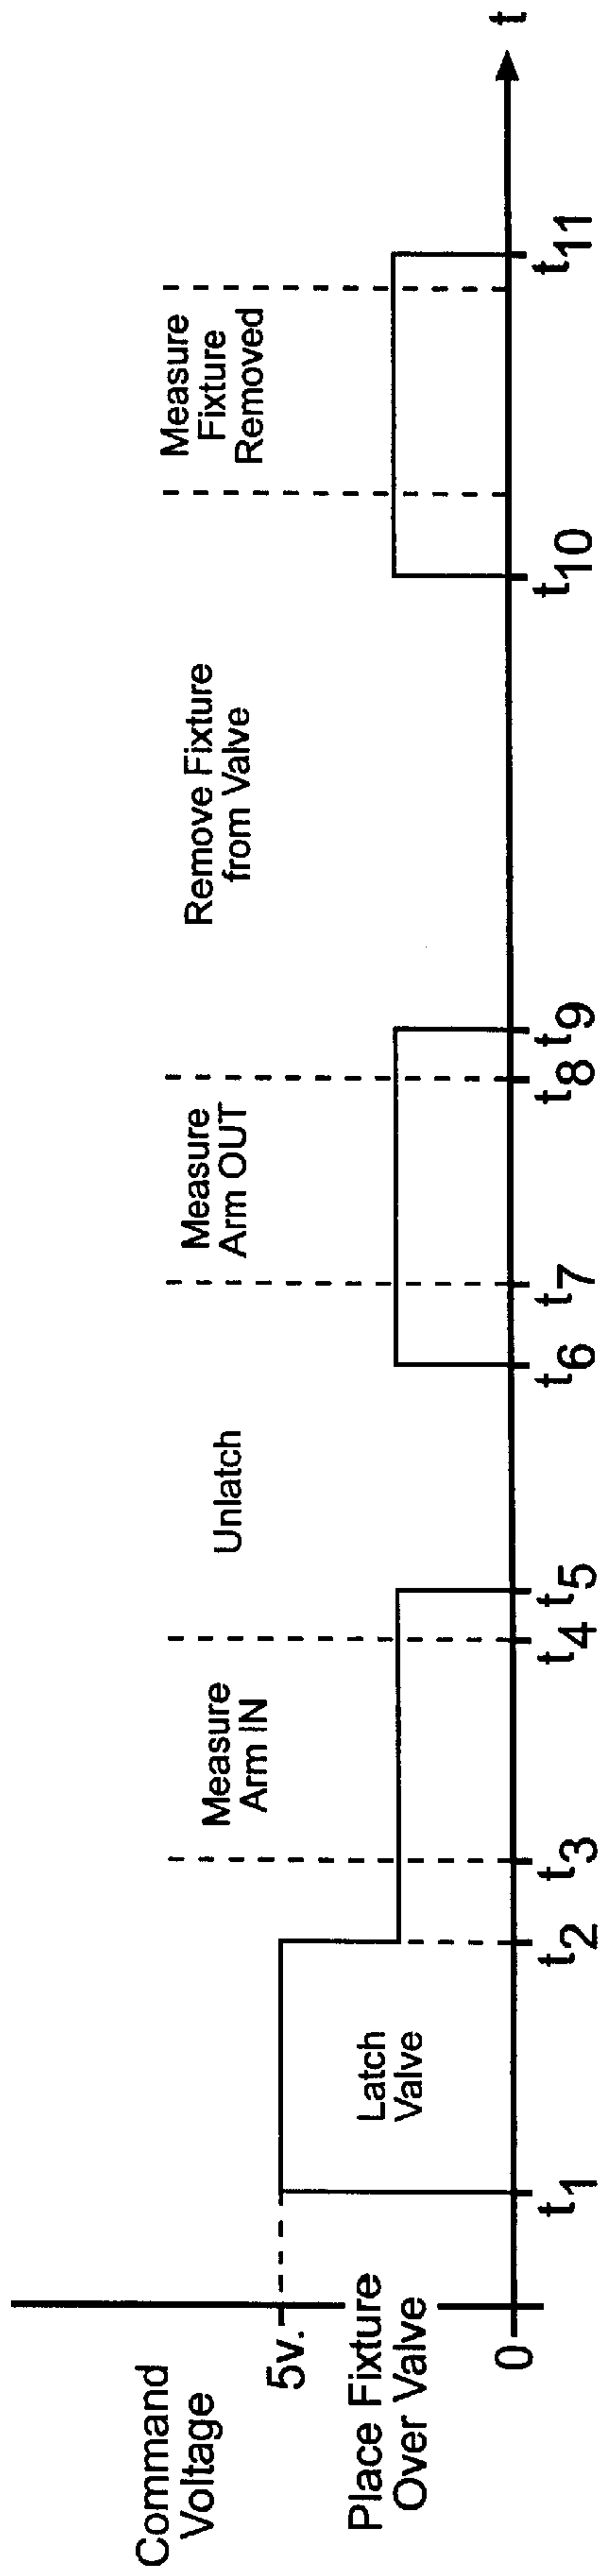 Command
Voltage
5v.
Place Fixture
Over Valve
0
Latch
Valve
Measure
Arm IN
Unlatch
Measure
Arm OUT
Remove Fixture
from Valve
Measure
Fixture
Removed
t1
t2
t3
t4
t5
t6
t7
t8
t9
t10
t11
t